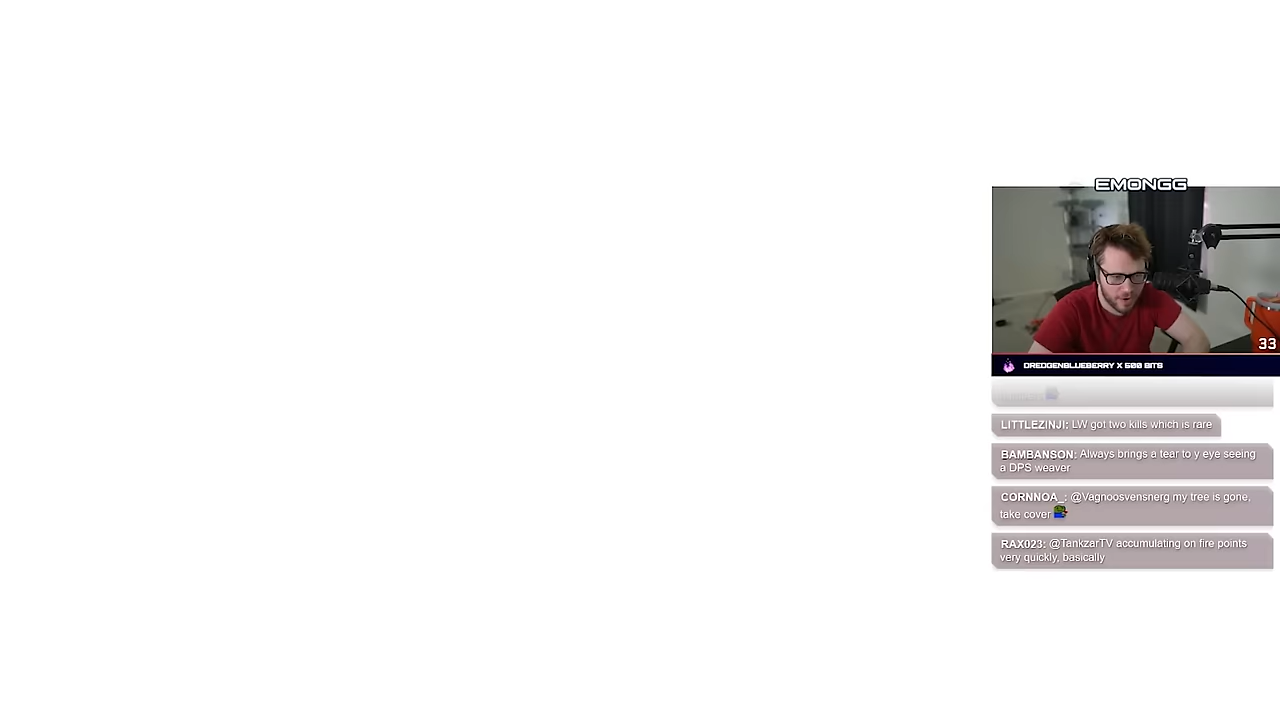 EMONGG
33
DREDGENBLUEBERRY X 500 BITS
LITTLEZINJI: LW got two kills which is rare
BAMBANSON: Always brings a tear to y eye seeing
a DPS weaver
CORNNOA_: @Vagnoosvensnerg my tree is gone,
take cover
RAX023: @TankzarTV accumulating on fire points
very quickly, basically